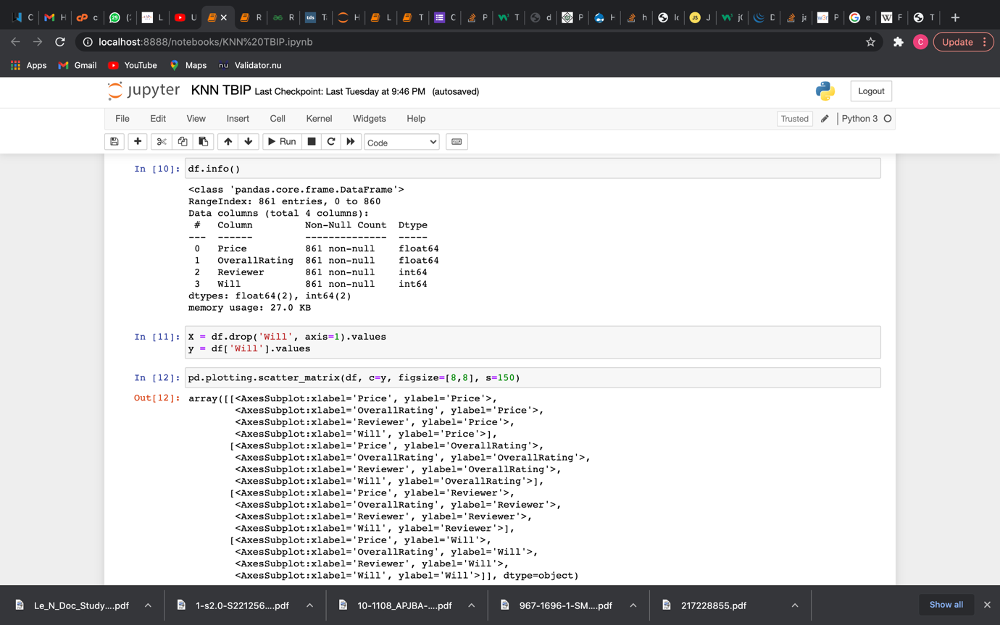 C
M H
cP c
29 (2
L
U
R
R
tds T
H
L
T
C
P
T
d
P
H
h
lo
JS J
j(
D
ja
w3r P
G e
W F
T
localhost:8888/notebooks/KNN%20TBIP.ipynb
C
Update
Apps
Gmail
YouTube
Maps
nu Validator.nu
jupyter KNN TBIP Last Checkpoint: Last Tuesday at 9:46 PM (autosaved)
Logout
File Edit View Insert Cell Kernel Widgets Help
Trusted
Python 3
Run
Code
In [10]: df.info()
<class 'pandas.core.frame.DataFrame'>
RangeIndex: 861 entries, 0 to 860
Data columns (total 4 columns):
# Column Non-Null Count Dtype
--- ------ -------------- -----
0 Price 861 non-null float64
1 OverallRating 861 non-null float64
2 Reviewer 861 non-null int64
3 Will 861 non-null int64
dtypes: float64(2), int64(2)
memory usage: 27.0 KB
In [11]: X = df.drop('Will', axis=1).values
y = df['Will'].values
In [12]: pd.plotting.scatter_matrix(df, c=y, figsize=[8,8], s=150)
Out[12]: array([[<AxesSubplot:xlabel='Price', ylabel='Price'>,
<AxesSubplot:xlabel='OverallRating', ylabel='Price'>,
<AxesSubplot:xlabel='Reviewer', ylabel='Price'>,
<AxesSubplot:xlabel='Will', ylabel='Price'>],
[<AxesSubplot:xlabel='Price', ylabel='OverallRating'>,
<AxesSubplot:xlabel='OverallRating', ylabel='OverallRating'>,
<AxesSubplot:xlabel='Reviewer', ylabel='OverallRating'>,
<AxesSubplot:xlabel='Will', ylabel='OverallRating'>],
[<AxesSubplot:xlabel='Price', ylabel='Reviewer'>,
<AxesSubplot:xlabel='OverallRating', ylabel='Reviewer'>,
<AxesSubplot:xlabel='Reviewer', ylabel='Reviewer'>,
<AxesSubplot:xlabel='Will', ylabel='Reviewer'>],
[<AxesSubplot:xlabel='Price', ylabel='Will'>,
<AxesSubplot:xlabel='OverallRating', ylabel='Will'>,
<AxesSubplot:xlabel='Reviewer', ylabel='Will'>,
<AxesSubplot:xlabel='Will', ylabel='Will'>]], dtype=object)
Le_N_Doc_Study....pdf
1-s2.0-S221256....pdf
10-1108_APJBA-....pdf
967-1696-1-SM....pdf
217228855.pdf
Show all